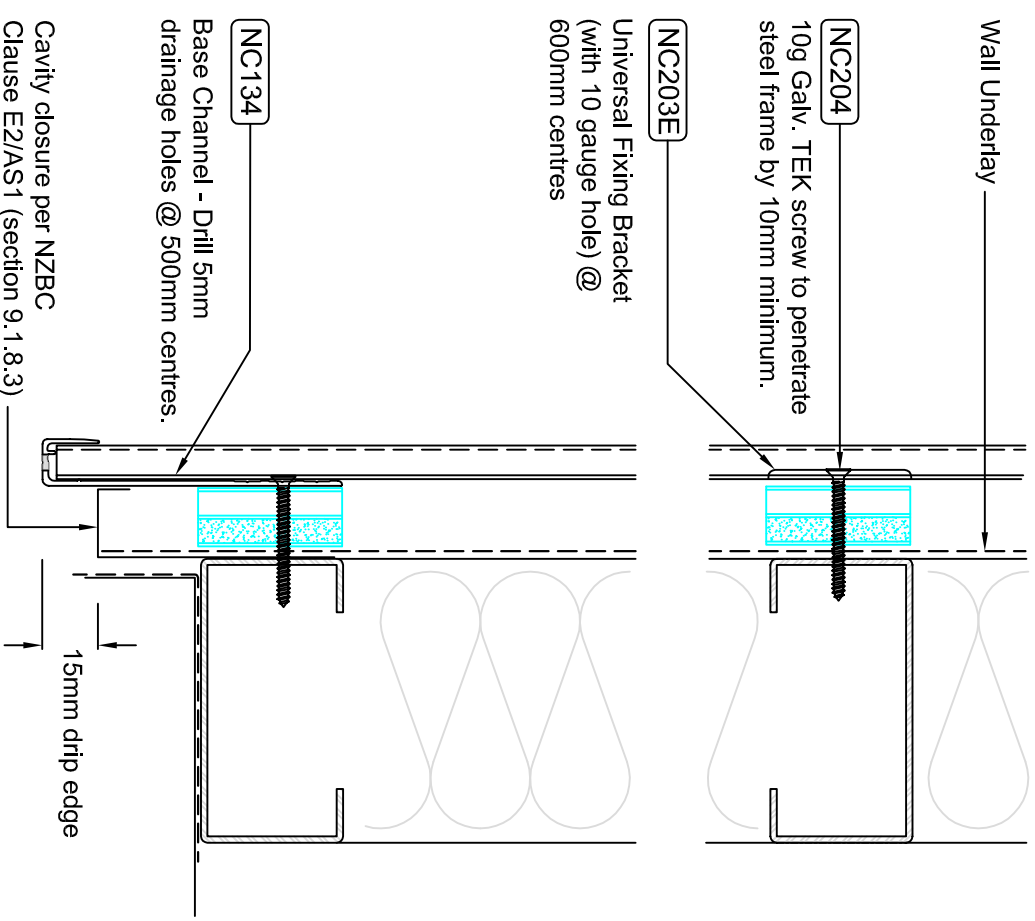 Wall Underlay
NC204
10g Galv. TEK screw to penetrate
steel frame by 10mm minimum.
NC203E
Universal Fixing Bracket
(with 10 gauge hole) @
600mm centres
NC134
Base Channel - Drill 5mm
drainage holes @ 500mm centres.
Cavity closure per NZBC
Clause E2/AS1 (section 9.1.8.3)
15mm drip edge